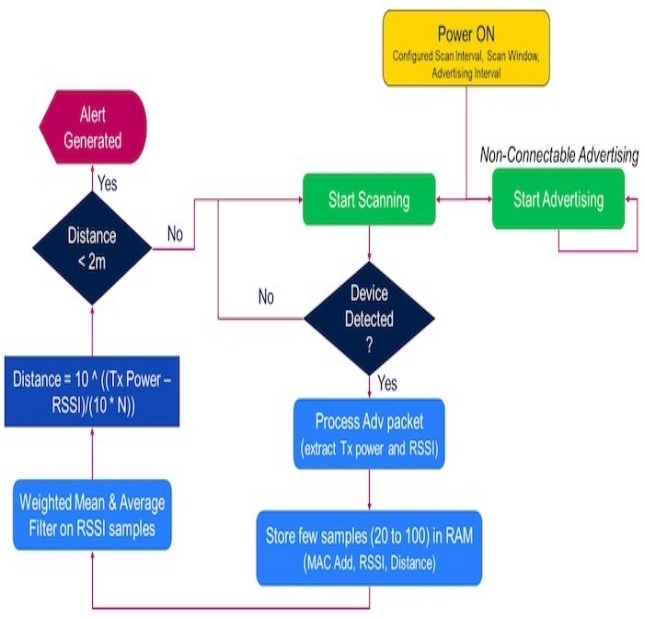 Power ON
Configured Scan Interval, Scan Window,
Advertising Interval
Alert
Generated
Non-Connectable Advertising
Yes
Start Scanning
Start Advertising
Distance
< 2m
No
Device
Detected
?
No
Yes
Distance = 10 ^ ((Tx Power –
RSSI)/(10 * N))
Process Adv packet
(extract Tx power and RSSI)
Weighted Mean & Average
Filter on RSSI samples
Store few samples (20 to 100) in RAM
(MAC Add, RSSI, Distance)